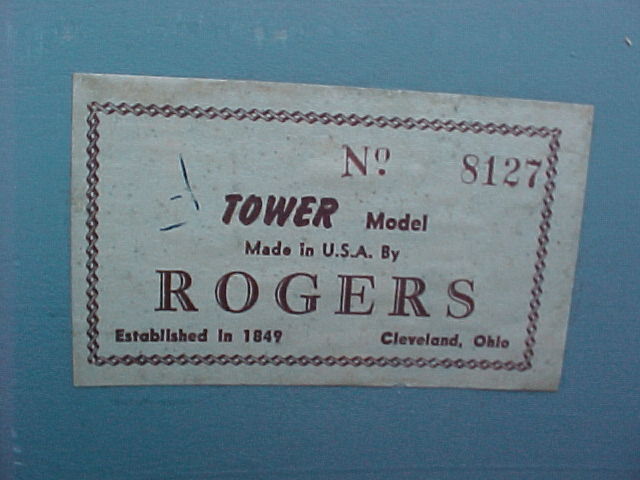 Nº 8127
TOWER Model
Made in U.S.A. By
ROGERS
Established In 1849 Cleveland, Ohio